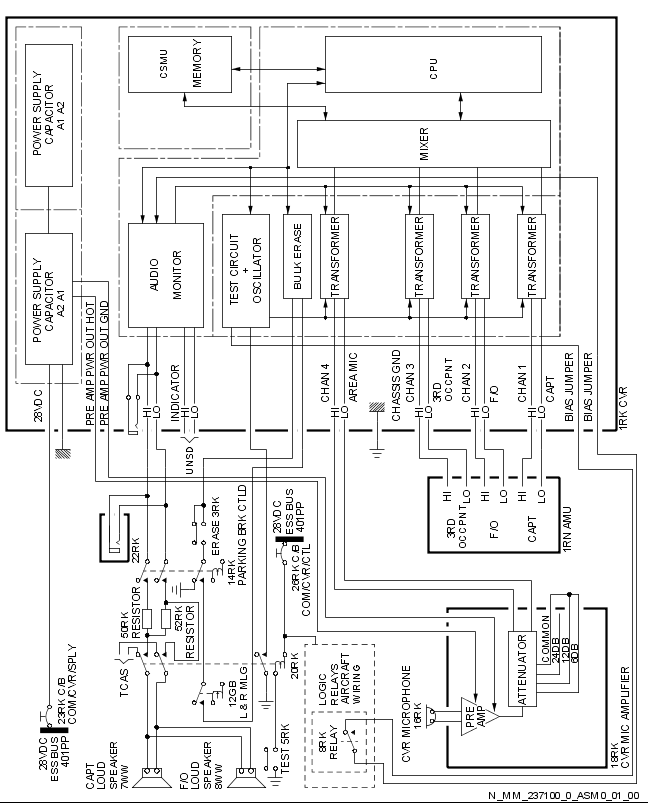 POWER SUPPLY
CAPACITOR
A1 A2
POWER SUPPLY
CAPACITOR
A2 A1
CSMU
MEMORY
CPU
MIXER
AUDIO
MONITOR
TEST CIRCUIT
+
OSCILLATOR
BULK ERASE
TRANSFORMER
TRANSFORMER
TRANSFORMER
TRANSFORMER
28VDC
PRE AMP PWR OUT HOT
PRE AMP PWR OUT GND
HI
LO
INDICATOR
HI
LO
UNSD
CHAN 4
HI
LO
AREA MIC
CHASSIS GND
CHAN 3
HI
LO
3RD
OCCPNT
CHAN 2
HI
LO
F/O
CHAN 1
HI
LO
CAPT
BIAS JUMPER
BIAS JUMPER
1RK CVR
HI
3RD
OCCPNT
LO
HI
F/O
LO
HI
CAPT
LO
1RN AMU
22RK
ERASE 3RK
14RK
PARKING BRK CTLD
28VDC
ESS BUS
401PP
26RK C/B
COM/CVR/CTL
50RK
RESISTOR
52RK
RESISTOR
TCAS
12GB
L & R MLG
20RK
TEST 5RK
LOGIC
RELAYS
AIRCRAFT
WIRING
8RK
RELAY
28VDC
ESS BUS
401PP
23RK C/B
COM/CVR/SPLY
CAPT
LOUD
SPEAKER
7WW
F/O
LOUD
SPEAKER
8WW
CVR MICROPHONE
16RK
PRE
AMP
ATTENUATOR
COMMON
24DB
12DB
6DB
18RK
CVR MIC AMPLIFIER
N_MM_237100_0_ASM0_01_00